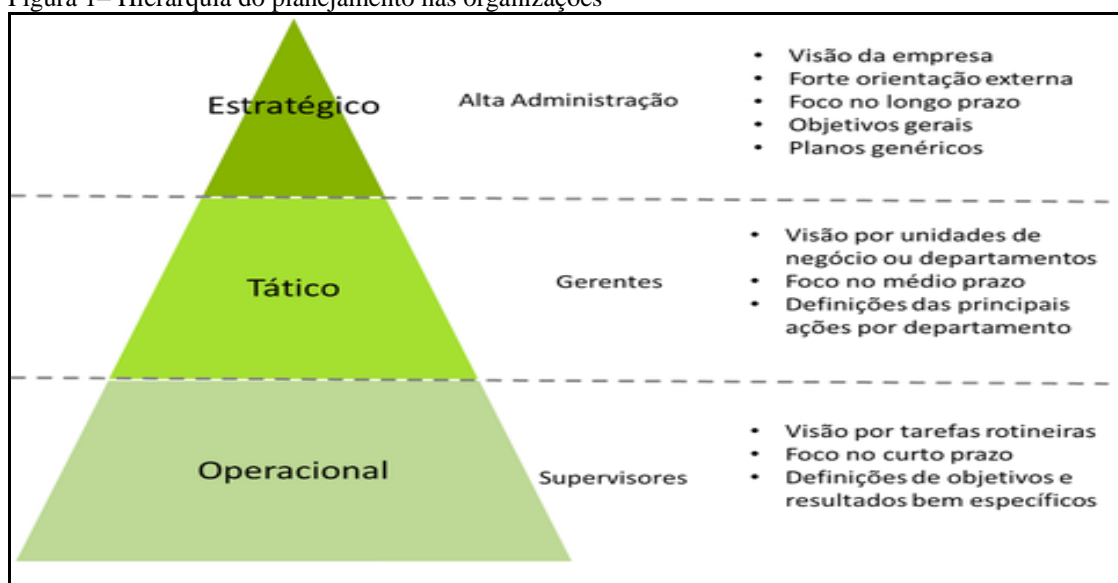 Figura 1– Hierarquia do planejamento nas organizações
Estratégico
Alta Administração
• Visão da empresa
• Forte orientação externa
• Foco no longo prazo
• Objetivos gerais
• Planos genéricos
Tático
Gerentes
• Visão por unidades de
negócio ou departamentos
• Foco no médio prazo
• Definições das principais
ações por departamento
Operacional
Supervisores
• Visão por tarefas rotineiras
• Foco no curto prazo
• Definições de objetivos e
resultados bem específicos